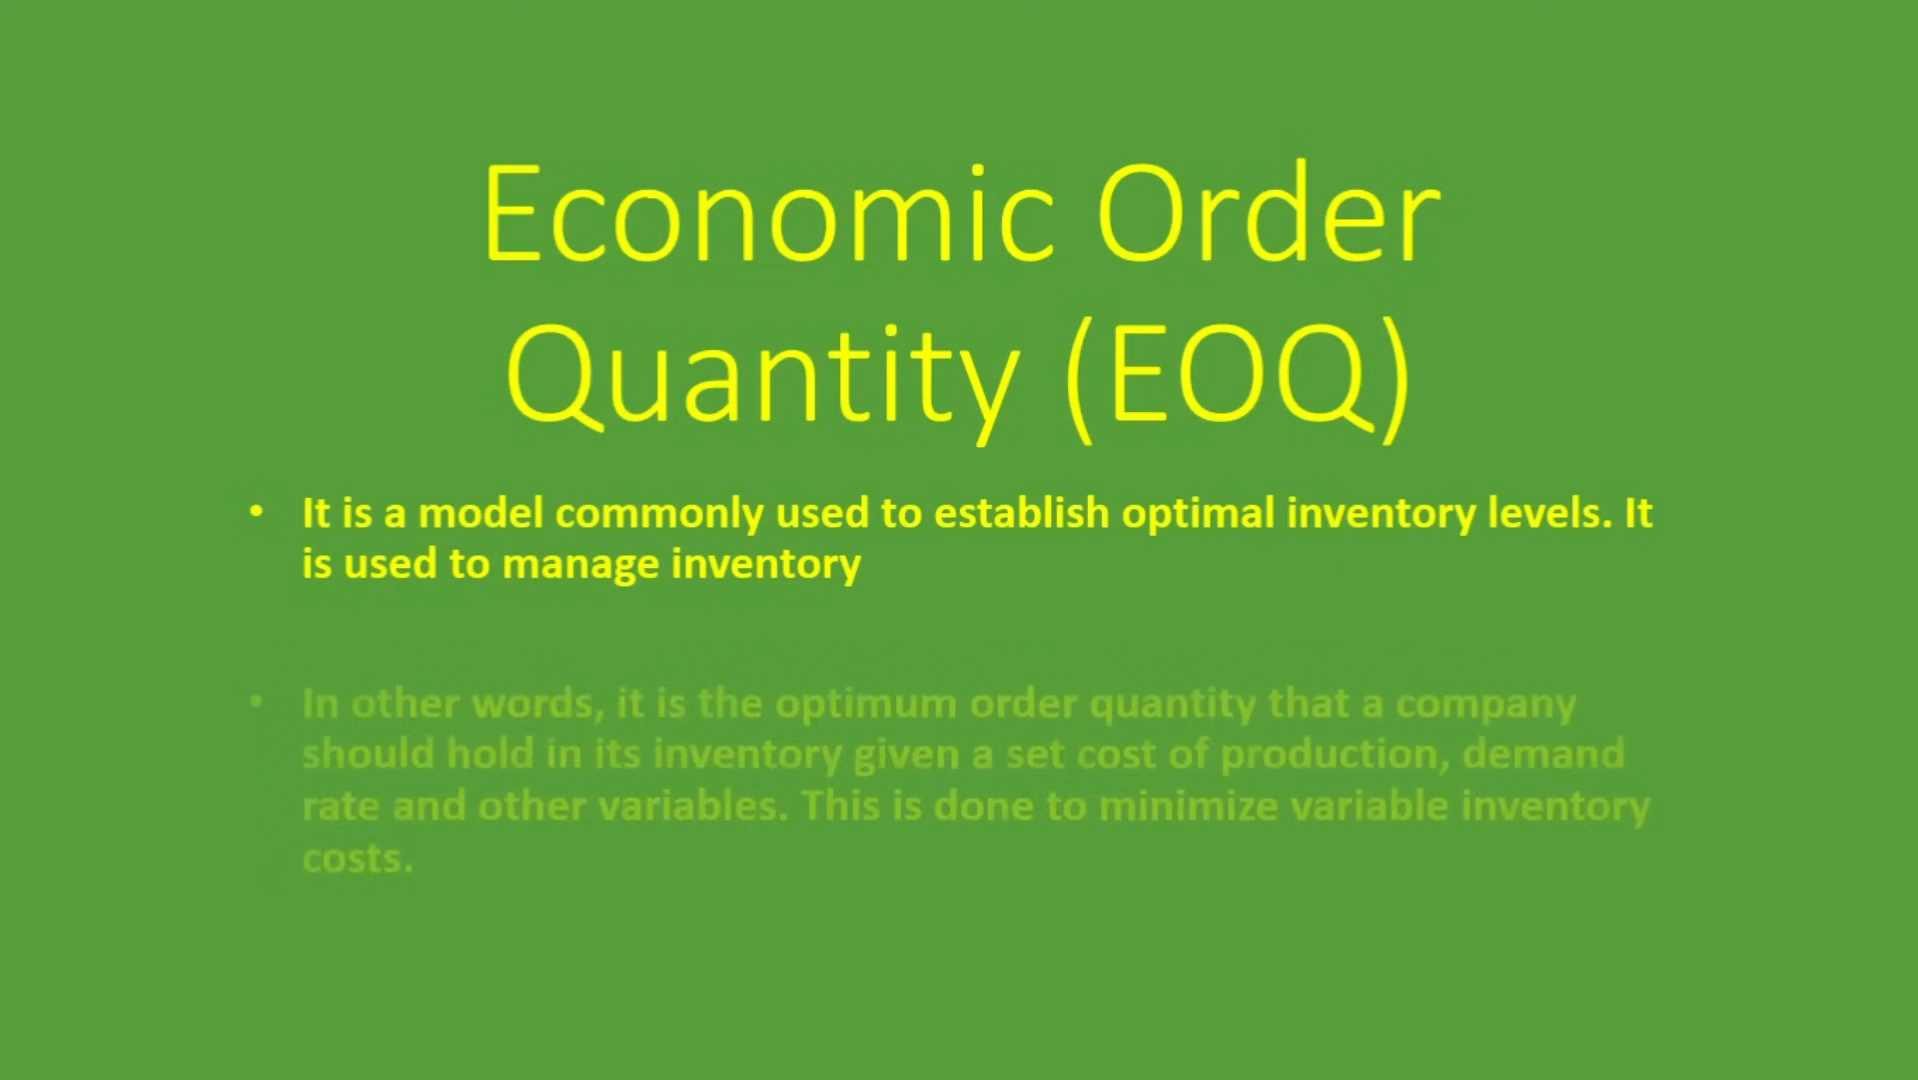 Economic Order
Quantity (EOQ)
• It is a model commonly used to establish optimal inventory levels. It
is used to manage inventory
• In other words, it is the optimum order quantity that a company
should hold in its inventory given a set cost of production, demand
rate and other variables. This is done to minimize variable inventory
costs.